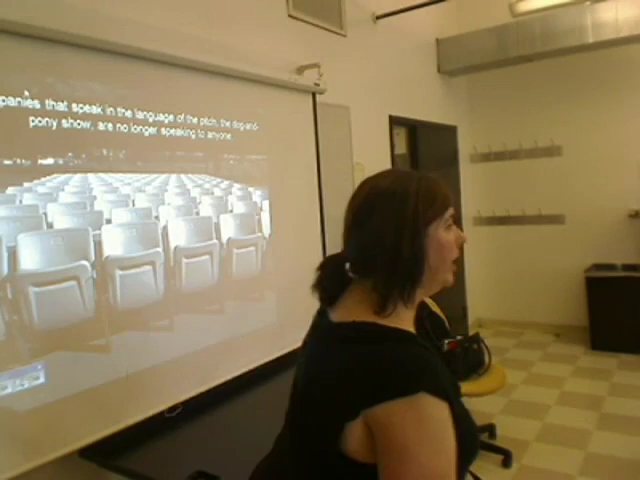 panies that speak in the language of the pitch, the dog-and-
pony show, are no longer speaking to anyone